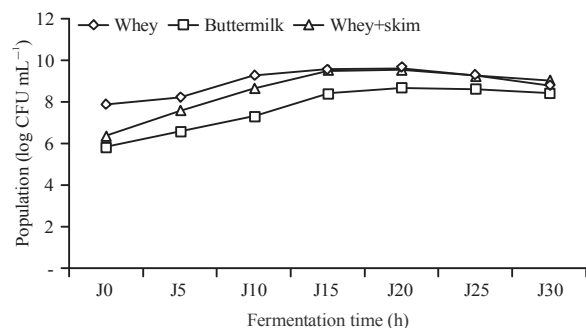 12
Whey Buttermilk Whey+skim
10
8
6
4
2
-
J0 J5 J10 J15 J20 J25 J30
Population (log CFU mL⁻¹)
Fermentation time (h)